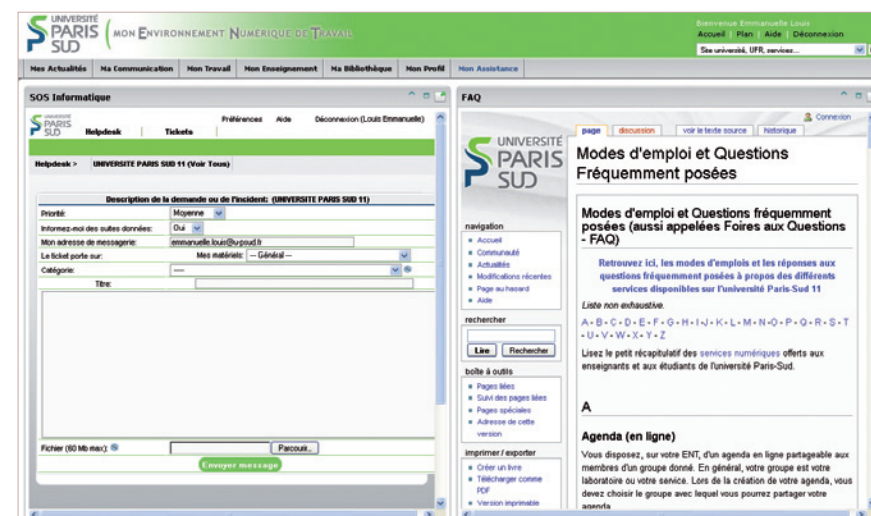 UNIVERSITÉ
PARIS
SUD
MON ENVIRONNEMENT NUMÉRIQUE DE TRAVAIL
Bienvenue Emmanuelle Louis
Accueil | Plan | Aide | Déconnexion
Site université, UFR, services...
Mes Actualités Ma Communication Mon Travail Mon Enseignement Ma Bibliothèque Mon Profil Mon Assistance
SOS Informatique
UNIVERSITÉ
PARIS
SUD
Préférences Aide Déconnection (Louis Emmanuelle)
Helpdesk | Tickets |
Helpdesk > UNIVERSITE PARIS SUD 11 (Voir Tous)
Description de la demande ou de l'incident: (UNIVERSITE PARIS SUD 11)
Priorité: Moyenne
Informez-moi des suites données: Oui
Mon adresse de messagerie: emmanuelle.louis@u-psud.fr
Le ticket porte sur: Mes matériels: --- Général ---
Catégorie: ----
Titre:
Fichier (60 Mb max): Parcourir..
Envoyer message
FAQ
UNIVERSITÉ
PARIS
SUD
navigation
Accueil
Communauté
Actualités
Modifications récentes
Page au hasard
Aide
rechercher
Lire Rechercher
boîte à outils
Pages liées
Suivi des pages liées
Pages spéciales
Adresse de cette
version
imprimer / exporter
Créer un livre
Télécharger comme
PDF
Version imprimable
Connexion
page discussion voir le texte source historique
Modes d'emploi et Questions
Fréquemment posées
Modes d'emploi et Questions fréquemment
posées (aussi appelées Foires aux Questions
- FAQ)
Retrouvez ici, les modes d'emplois et les réponses aux
questions fréquemment posées à propos des différents
services disponibles sur l'université Paris-Sud 11
Liste non exhaustive.
A - B - C - D - E - F - G - H - I - J - K - L - M - N - O - P - Q - R - S - T
- U - V - W - X - Y - Z
Lisez le petit récapitulatif des services numériques offerts aux
enseignants et aux étudiants de l'université Paris-Sud.
A
Agenda (en ligne)
Vous disposez, sur votre ENT, d'un agenda en ligne partageable aux
membres d'un groupe donné. En général, votre groupe est votre
laboratoire ou votre service. Lors de la création de votre agenda, vous
devez choisir le groupe avec lequel vous pourrez partager votre
agenda